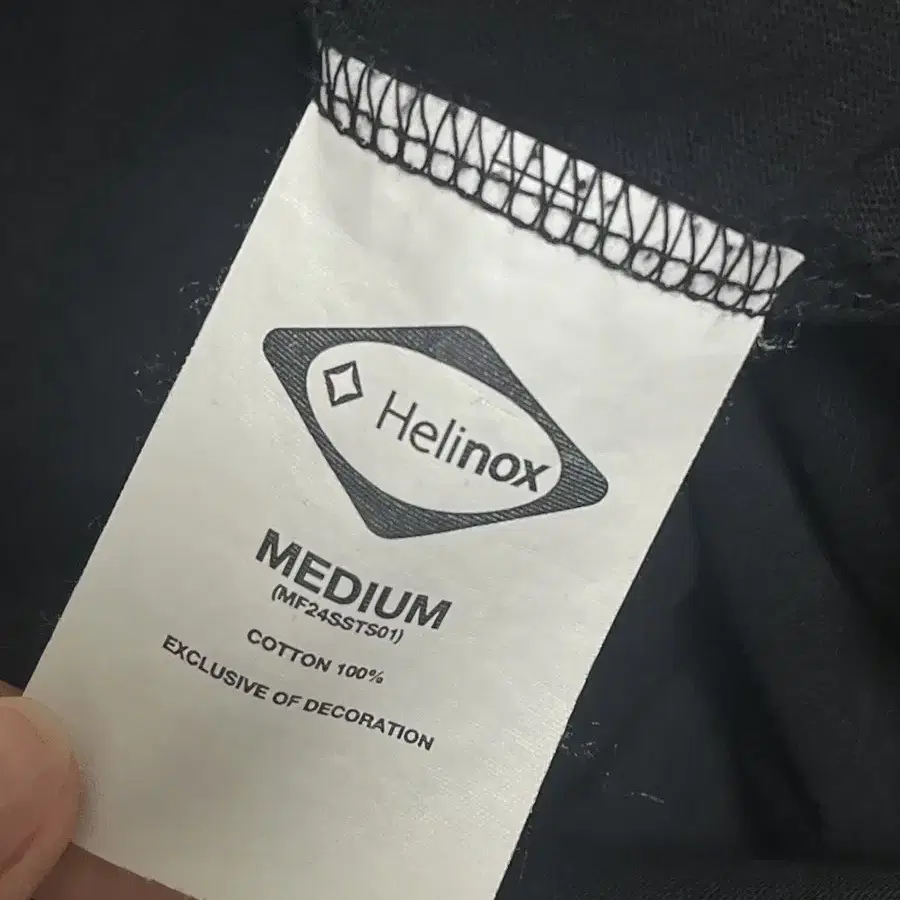 Helinox
MEDIUM
(MF24SSTS01)
COTTON 100%
EXCLUSIVE OF DECORATION